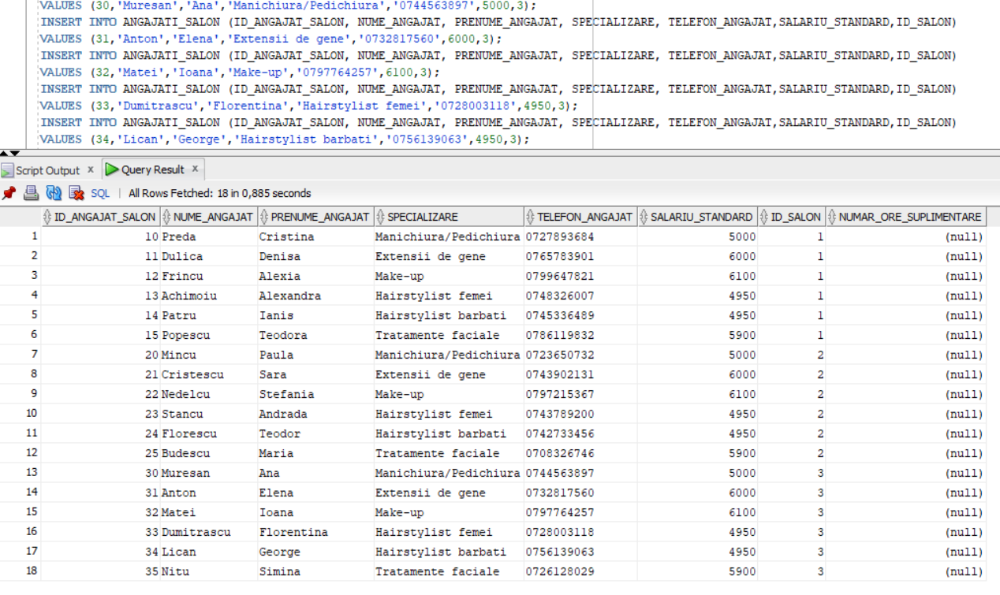 VALUES (30,'Muresan','Ana','Manichiura/Pedichiura','0744563897',5000,3);
INSERT INTO ANGAJATI_SALON (ID_ANGAJAT_SALON, NUME_ANGAJAT, PRENUME_ANGAJAT, SPECIALIZARE, TELEFON_ANGAJAT,SALARIU_STANDARD,ID_SALON)
VALUES (31,'Anton','Elena','Extensii de gene','0732817560',6000,3);
INSERT INTO ANGAJATI_SALON (ID_ANGAJAT_SALON, NUME_ANGAJAT, PRENUME_ANGAJAT, SPECIALIZARE, TELEFON_ANGAJAT,SALARIU_STANDARD,ID_SALON)
VALUES (32,'Matei','Ioana','Make-up','0797764257',6100,3);
INSERT INTO ANGAJATI_SALON (ID_ANGAJAT_SALON, NUME_ANGAJAT, PRENUME_ANGAJAT, SPECIALIZARE, TELEFON_ANGAJAT,SALARIU_STANDARD,ID_SALON)
VALUES (33,'Dumitrascu','Florentina','Hairstylist femei','0728003118',4950,3);
INSERT INTO ANGAJATI_SALON (ID_ANGAJAT_SALON, NUME_ANGAJAT, PRENUME_ANGAJAT, SPECIALIZARE, TELEFON_ANGAJAT,SALARIU_STANDARD,ID_SALON)
VALUES (34,'Lican','George','Hairstylist barbati','0756139063',4950,3);
Script Output x Query Result x
SQL | All Rows Fetched: 18 in 0,885 seconds
ID_ANGAJAT_SALON NUME_ANGAJAT PRENUME_ANGAJAT SPECIALIZARE TELEFON_ANGAJAT SALARIU_STANDARD ID_SALON NUMAR_ORE_SUPLIMENTARE
1 10 Preda Cristina Manichiura/Pedichiura 0727893684 5000 1 (null)
2 11 Dulica Denisa Extensii de gene 0765783901 6000 1 (null)
3 12 Frincu Alexia Make-up 0799647821 6100 1 (null)
4 13 Achimoiu Alexandra Hairstylist femei 0748326007 4950 1 (null)
5 14 Patru Ianis Hairstylist barbati 0745336489 4950 1 (null)
6 15 Popescu Teodora Tratamente faciale 0786119832 5900 1 (null)
7 20 Mincu Paula Manichiura/Pedichiura 0723650732 5000 2 (null)
8 21 Cristescu Sara Extensii de gene 0743902131 6000 2 (null)
9 22 Nedelcu Stefania Make-up 0797215367 6100 2 (null)
10 23 Stancu Andrada Hairstylist femei 0743789200 4950 2 (null)
11 24 Florescu Teodor Hairstylist barbati 0742733456 4950 2 (null)
12 25 Budescu Maria Tratamente faciale 0708326746 5900 2 (null)
13 30 Muresan Ana Manichiura/Pedichiura 0744563897 5000 3 (null)
14 31 Anton Elena Extensii de gene 0732817560 6000 3 (null)
15 32 Matei Ioana Make-up 0797764257 6100 3 (null)
16 33 Dumitrascu Florentina Hairstylist femei 0728003118 4950 3 (null)
17 34 Lican George Hairstylist barbati 0756139063 4950 3 (null)
18 35 Nitu Simina Tratamente faciale 0726128029 5900 3 (null)